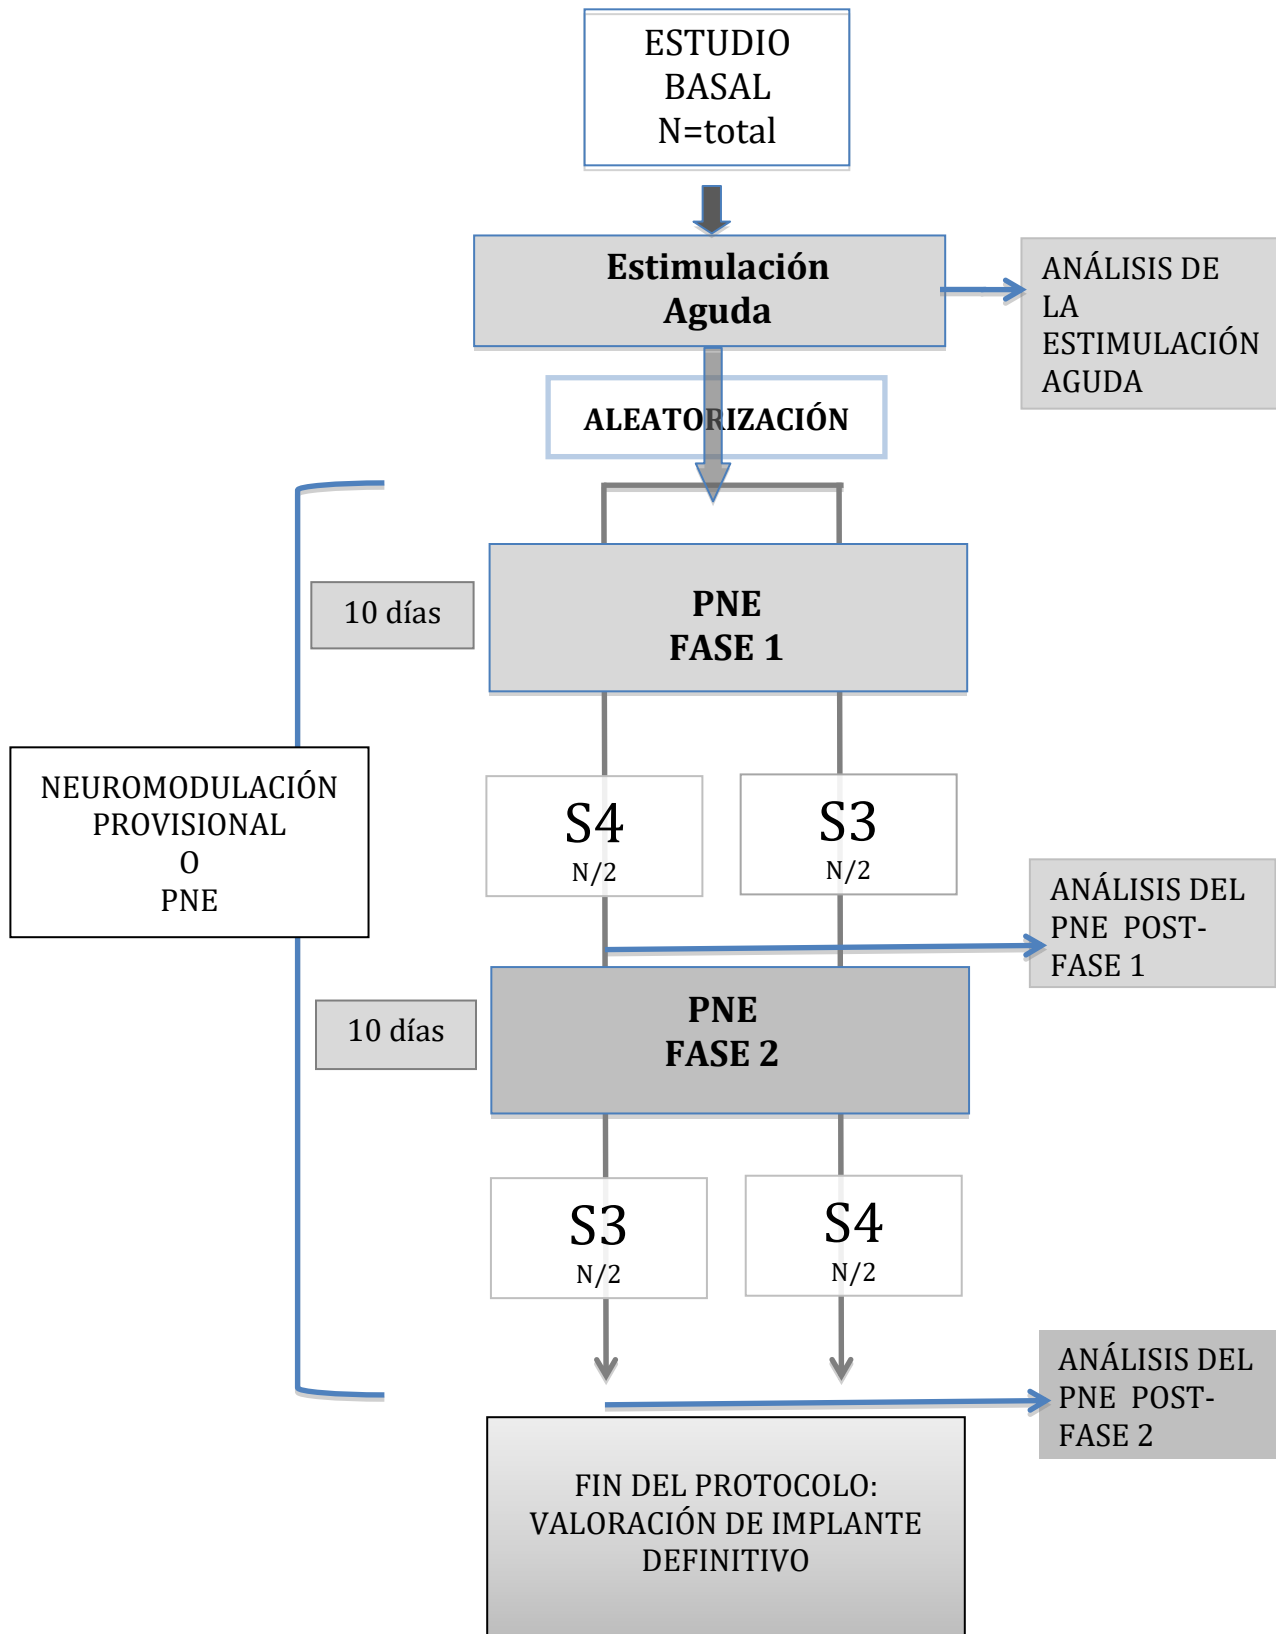 ESTUDIO
BASAL
N=total
Estimulación
Aguda
ANÁLISIS DE
LA
ESTIMULACIÓN
AGUDA
ALEATORIZACIÓN
10 días
PNE
FASE 1
NEUROMODULACIÓN
PROVISIONAL
O
PNE
S4
N/2
S3
N/2
ANÁLISIS DEL
PNE POST-
FASE 1
10 días
PNE
FASE 2
S3
N/2
S4
N/2
ANÁLISIS DEL
PNE POST-
FASE 2
FIN DEL PROTOCOLO:
VALORACIÓN DE IMPLANTE
DEFINITIVO